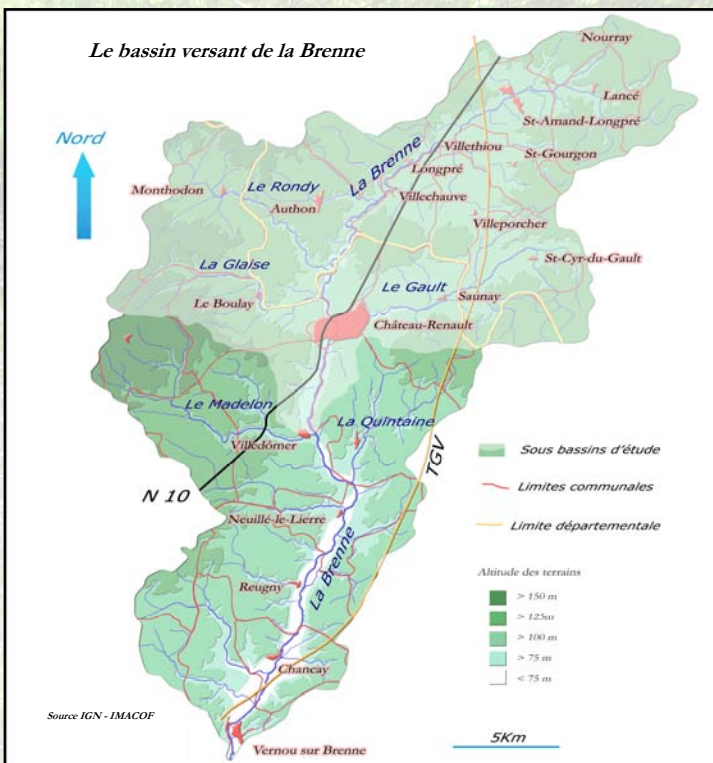 Le bassin versant de la Brenne
Nord
Nourray
Lancé
St-Amand-Longpré
Villethiou
St-Gourgon
Longpré
La Brenne
Le Rondy
Monthodon
Authon
Villechauve
Villeporcher
St-Cyr-du-Gault
La Glaise
Le Gault
Le Boulay
Saunay
Château-Renault
Le Madelon
La Quintaine
Villedômer
TGV
N 10
Neuillé-le-Lierre
La Brenne
Reugny
Chancay
Vernou sur Brenne
Sous bassins d'étude
Limites communales
Limite départementale
Altitude des terrains
> 150 m
> 125m
> 100 m
> 75 m
< 75 m
Source IGN - IMACOF
5Km